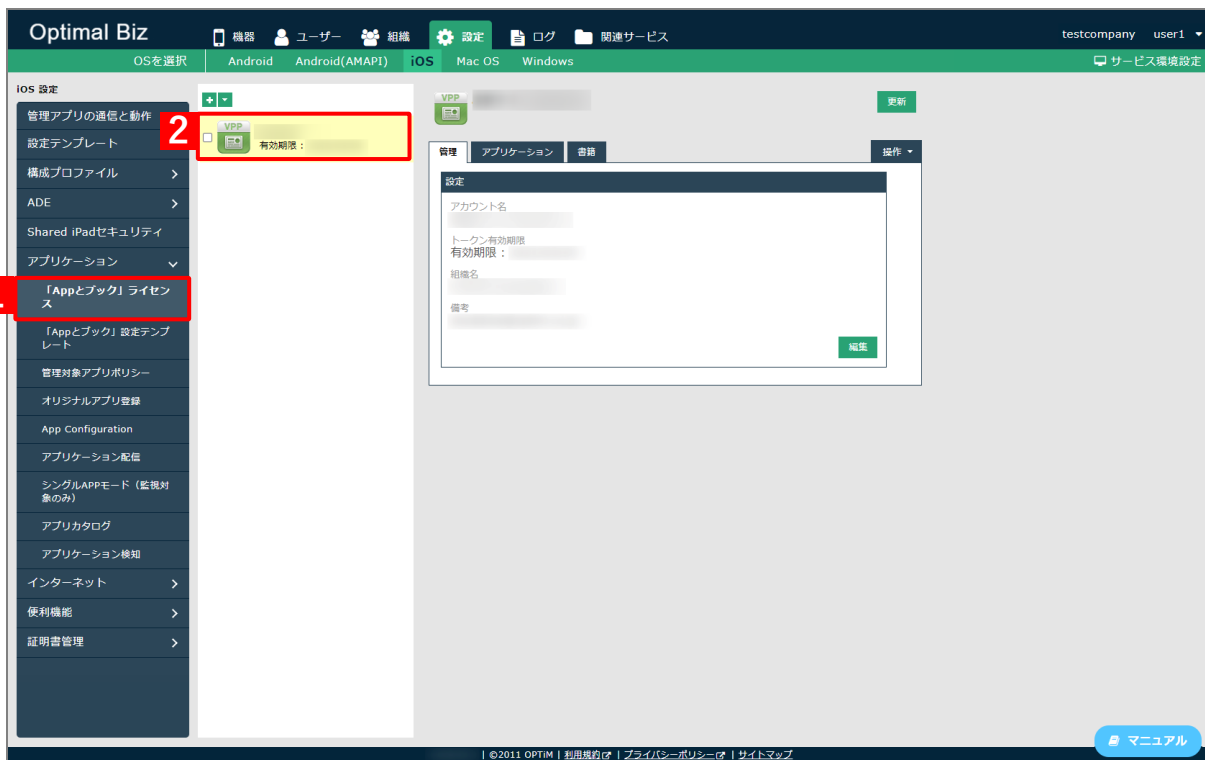 Optimal Biz
機器 ユーザー 組織 設定 ログ 関連サービス
testcompany user1
OSを選択 Android Android(AMAPI) iOS Mac OS Windows サービス環境設定
iOS 設定
管理アプリの通信と動作
設定テンプレート
構成プロファイル
ADE
Shared iPadセキュリティ
アプリケーション
「Appとブック」ライセン
ス
「Appとブック」設定テンプ
レート
管理対象アプリポリシー
オリジナルアプリ登録
App Configuration
アプリケーション配信
シングルAPPモード（監視対
象のみ）
アプリカタログ
アプリケーション検知
インターネット
便利機能
証明書管理
2
VPP
有効期限：
VPP
更新
管理 アプリケーション 書籍 操作
設定
アカウント名
トークン有効期限
有効期限：
組織名
備考
編集
マニュアル
| ©2011 OPTiM | 利用規約 | プライバシーポリシー | サイトマップ